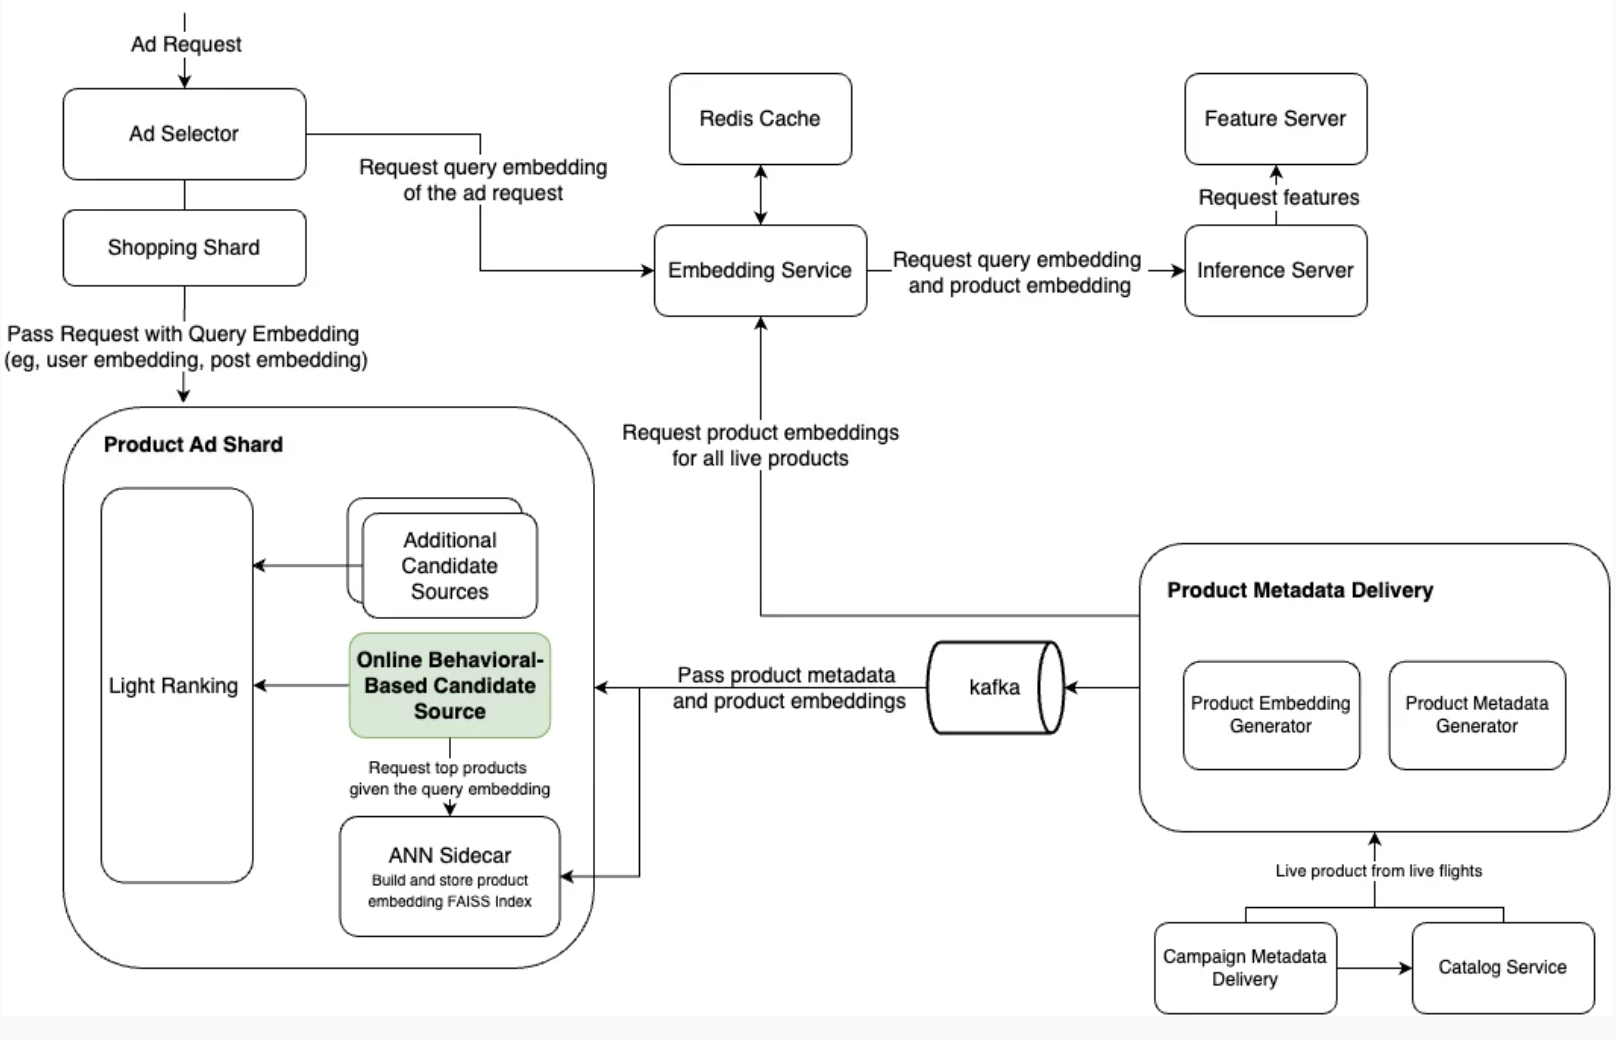 Ad Request
Ad Selector
Request query embedding
of the ad request
Shopping Shard
Pass Request with Query Embedding
(eg, user embedding, post embedding)
Redis Cache
Embedding Service
Request query embedding
and product embedding
Feature Server
Request features
Inference Server
Request product embeddings
for all live products
Product Ad Shard
Light Ranking
Additional
Candidate
Sources
Online Behavioral-
Based Candidate
Source
Request top products
given the query embedding
ANN Sidecar
Build and store product
embedding FAISS Index
Pass product metadata
and product embeddings
kafka
Product Metadata Delivery
Product Embedding
Generator
Product Metadata
Generator
Live product from live flights
Campaign Metadata
Delivery
Catalog Service